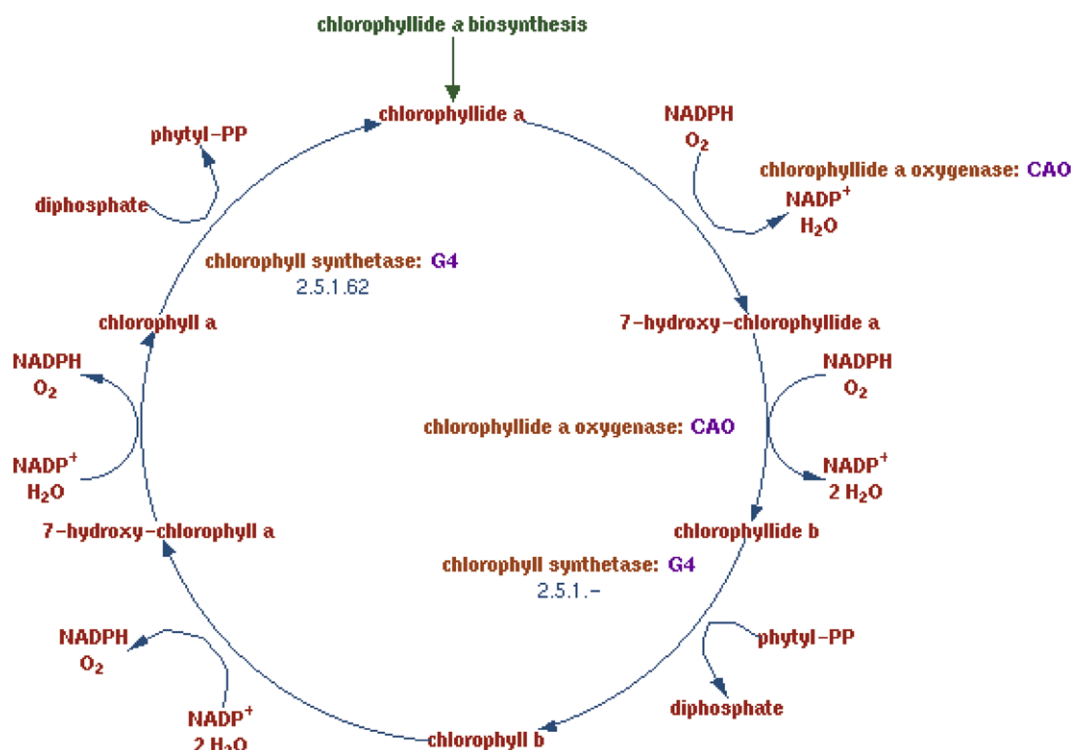 chlorophyllide a biosynthesis
chlorophyllide a
phytyl-PP
diphosphate
NADPH
O₂
chlorophyllide a oxygenase: CAO
NADP⁺
H₂O
chlorophyll synthetase: G4
2.5.1.62
chlorophyll a
7-hydroxy-chlorophyllide a
NADPH
O₂
NADPH
O₂
chlorophyllide a oxygenase: CAO
NADP⁺
H₂O
NADP⁺
2 H₂O
7-hydroxy-chlorophyll a
chlorophyllide b
chlorophyll synthetase: G4
2.5.1.-
NADPH
O₂
phytyl-PP
diphosphate
NADP⁺
2 H₂O
chlorophyll b